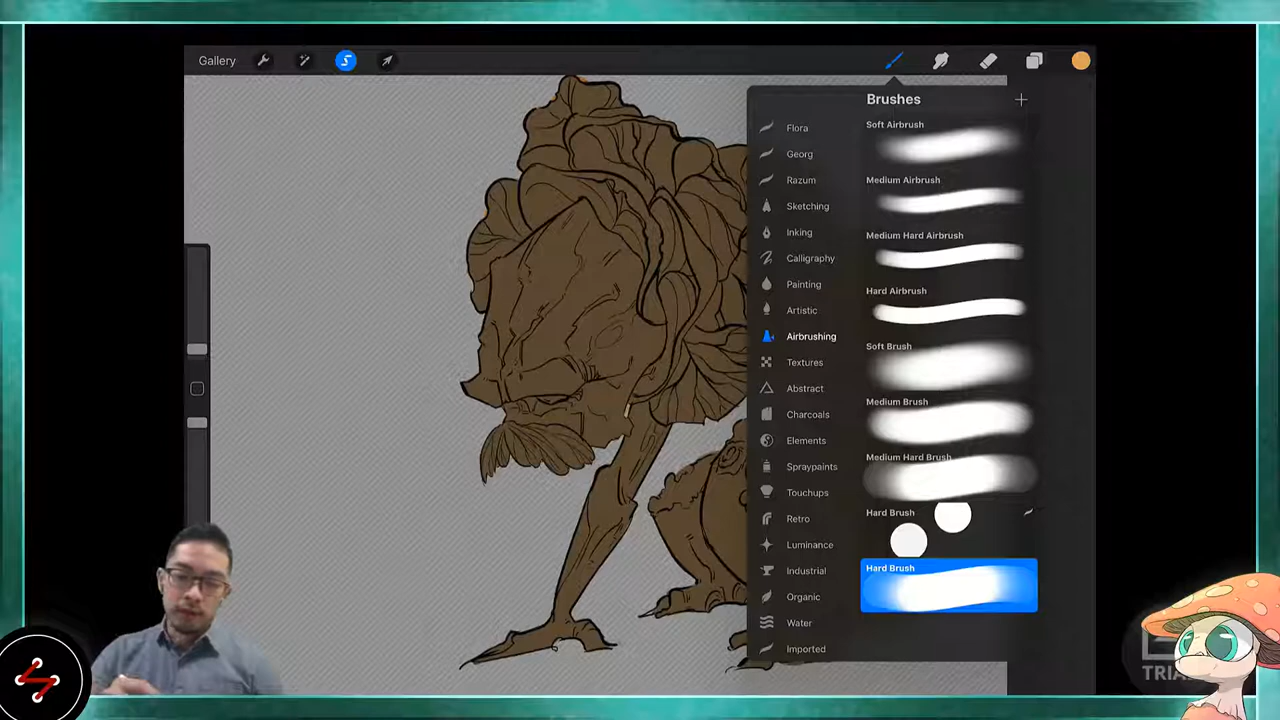 Gallery
Brushes
Flora
Georg
Razum
Sketching
Inking
Calligraphy
Painting
Artistic
Airbrushing
Textures
Abstract
Charcoals
Elements
Spraypaints
Touchups
Retro
Luminance
Industrial
Organic
Water
Imported
Soft Airbrush
Medium Airbrush
Medium Hard Airbrush
Hard Airbrush
Soft Brush
Medium Brush
Medium Hard Brush
Hard Brush
Hard Brush